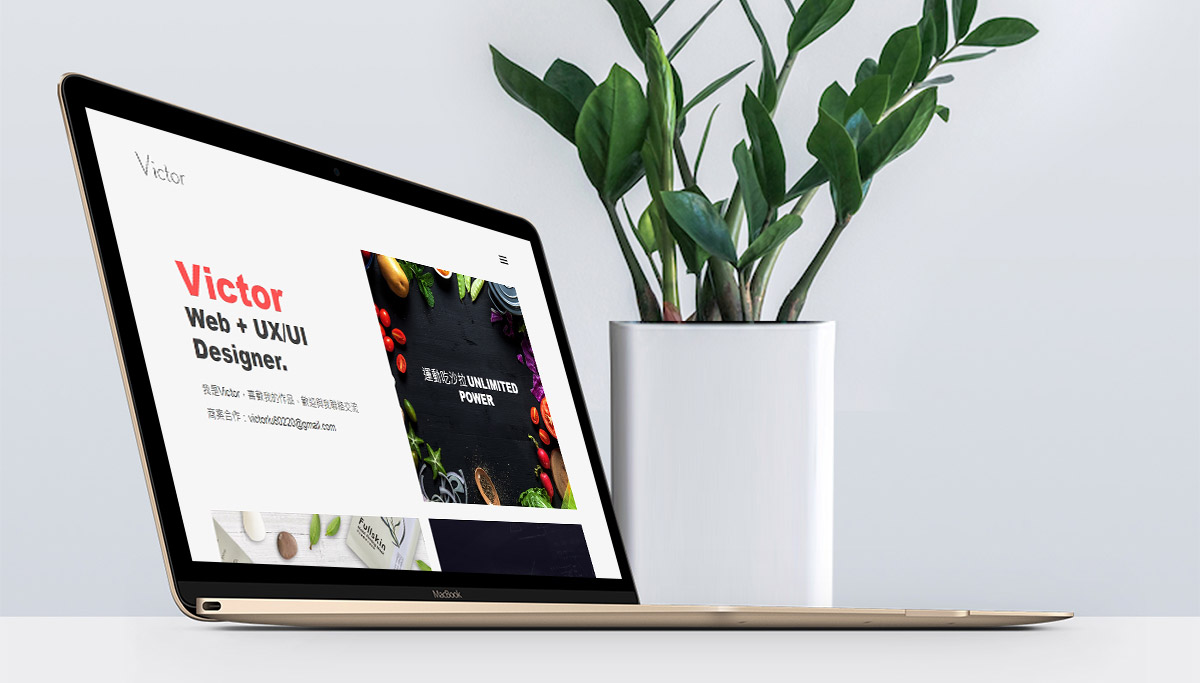 Victor
Victor
Web + UX/UI
Designer.
我是Victor，喜歡我的作品，歡迎與我聯絡交流
商業合作：victorlu80220@gmail.com
運動吃沙拉UNLIMITED
POWER
Fullskin
MacBook